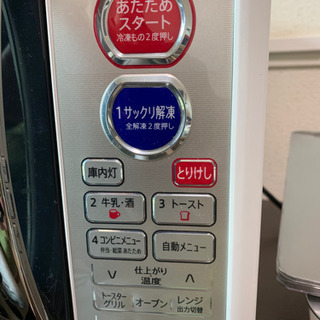 あたため
スタート
冷凍もの2度押し
1サックリ解凍
全解凍2度押し
庫内灯
とりけし
2 牛乳・酒
3 トースト
4 コンビニメニュー
弁当・総菜あたため
自動メニュー
仕上がり
温度
トースター
グリル
オーブン
レンジ
出力切替